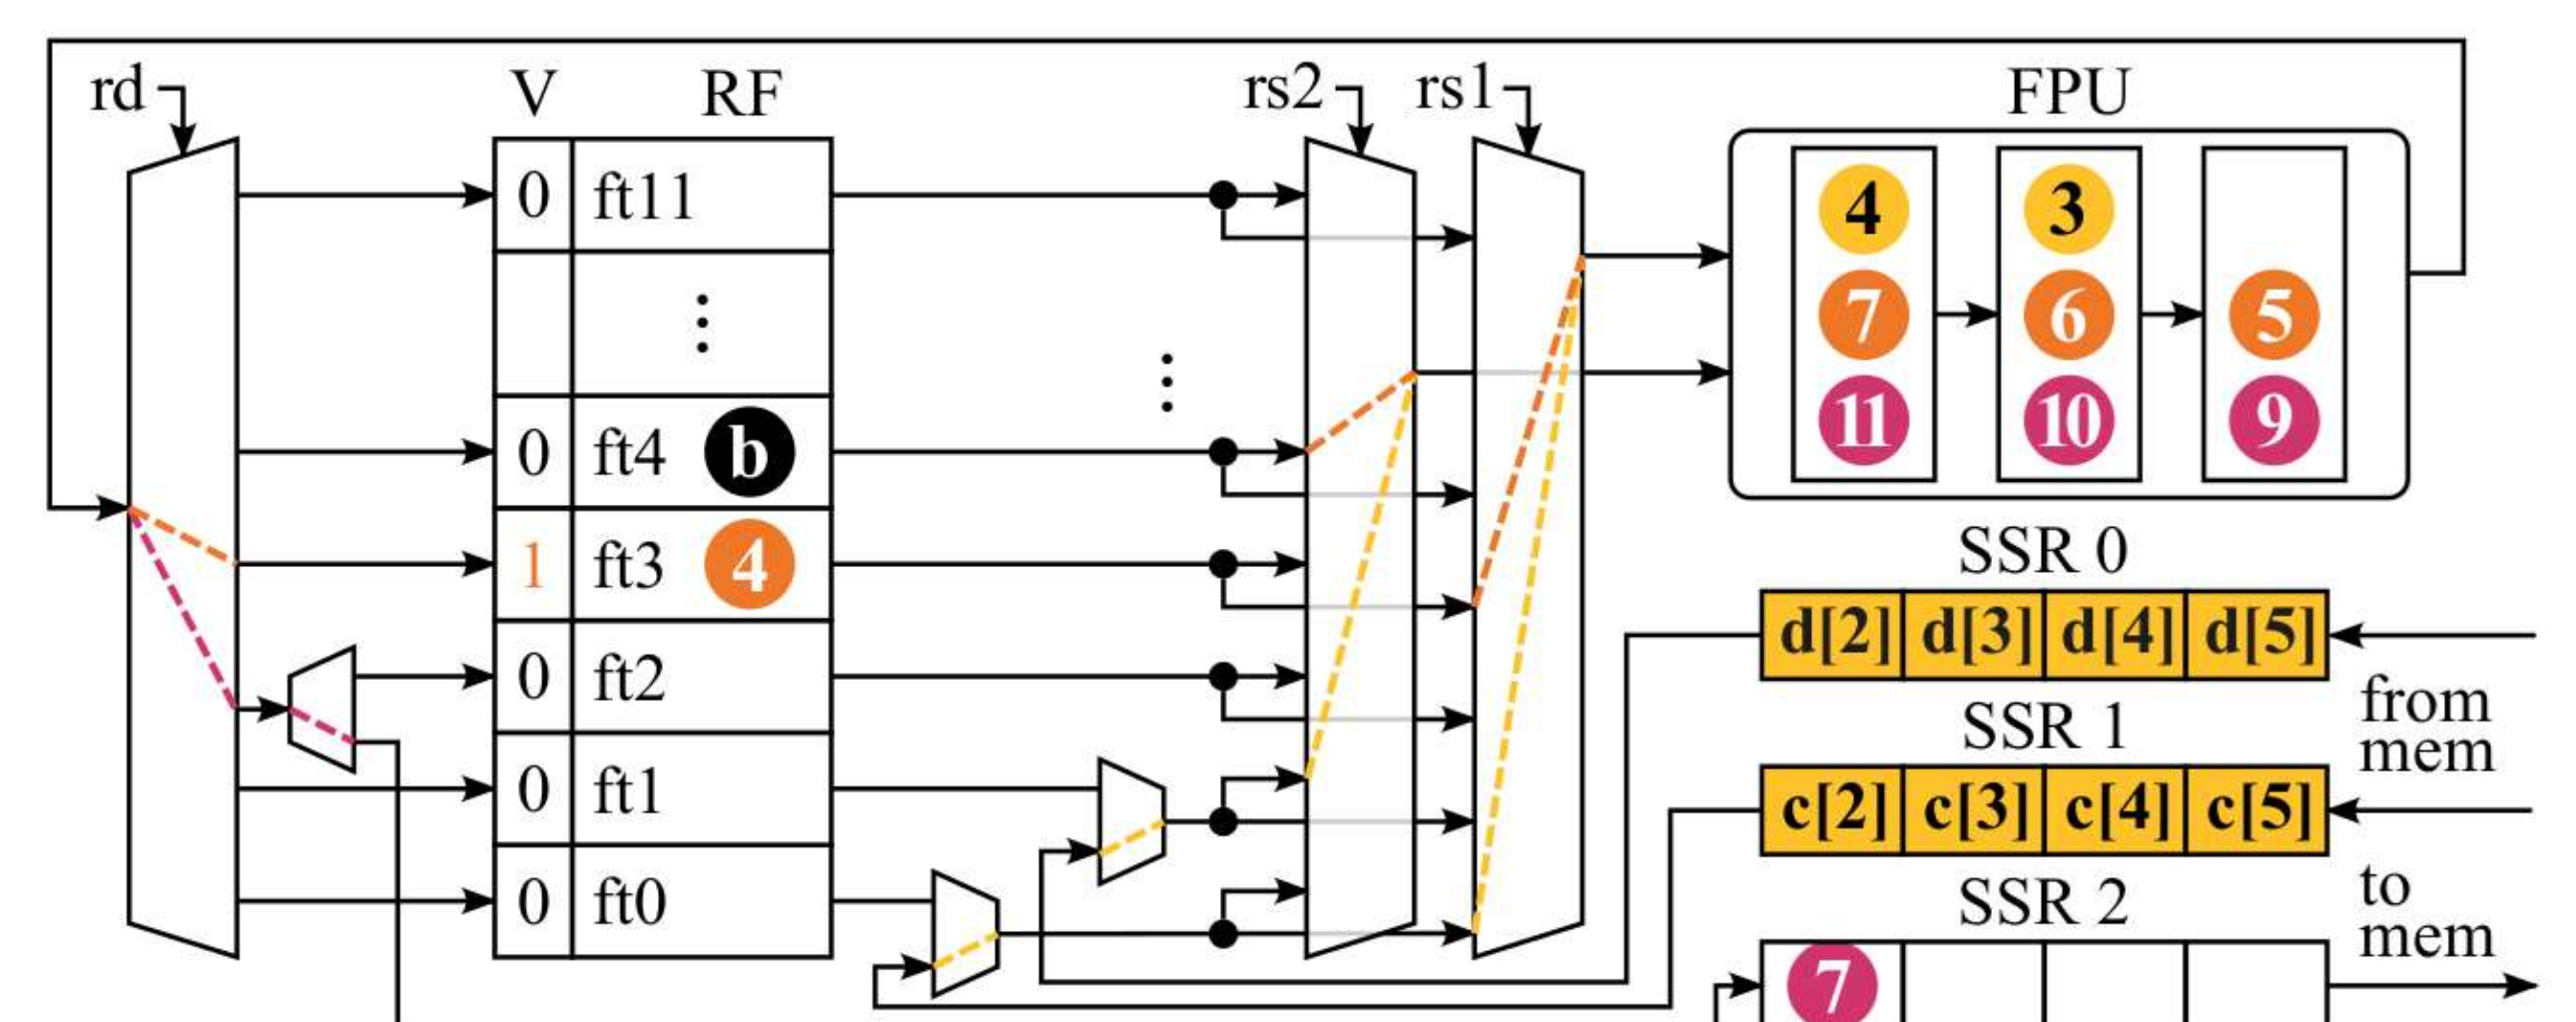 rd V RF rs2 rs1 FPU
0 ft11 4 3
7 6 5
0 ft4 b 11 10 9
1 ft3 4 SSR 0
d[2] d[3] d[4] d[5]
0 ft2 from
SSR 1 mem
0 ft1 c[2] c[3] c[4] c[5]
0 ft0 SSR 2 to
mem
7